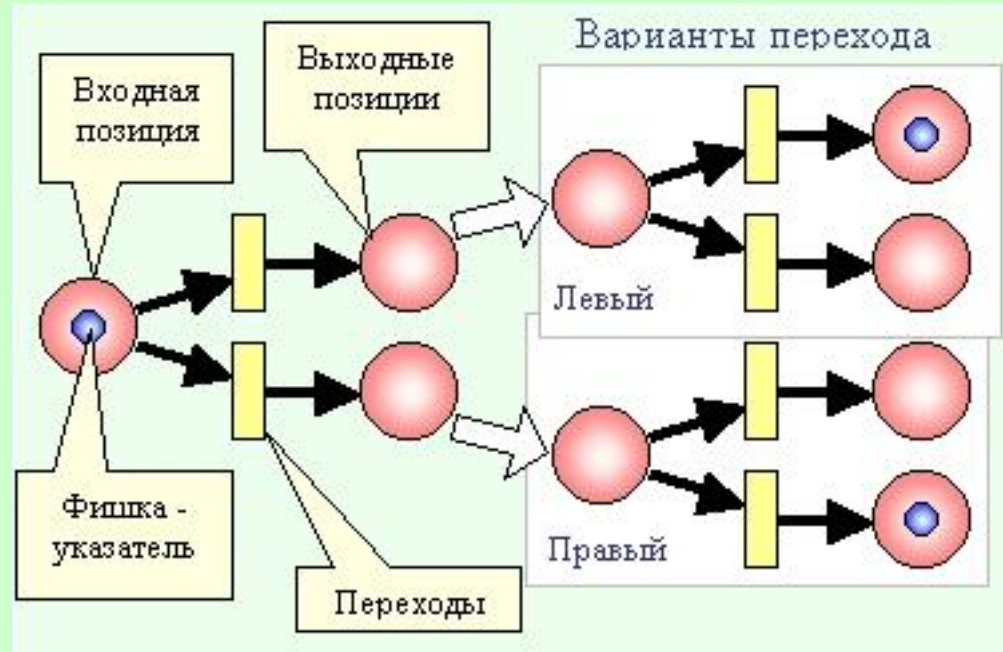 Варианты перехода
Входная
позиция
Выходные
позиции
Левый
Правый
Фишка -
указатель
Переходы